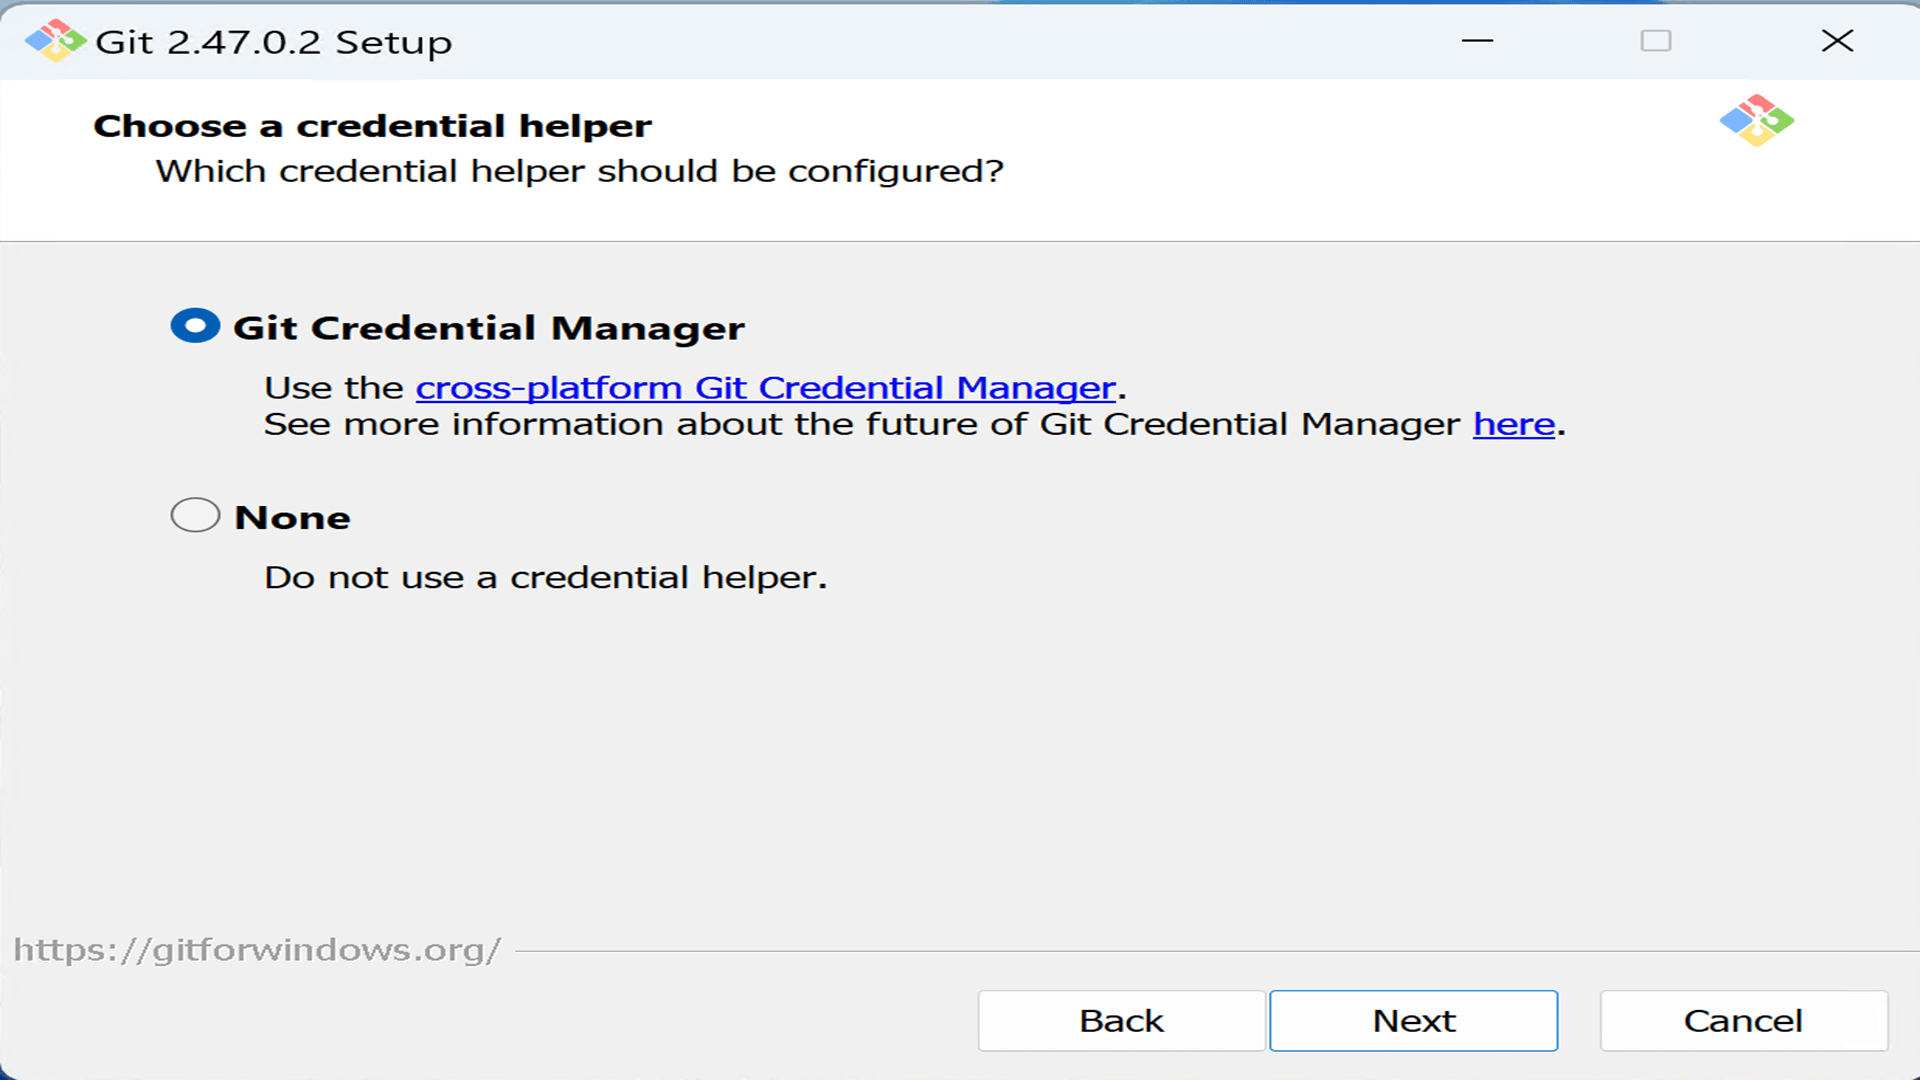 Git 2.47.0.2 Setup
Choose a credential helper
Which credential helper should be configured?
Git Credential Manager
Use the cross-platform Git Credential Manager.
See more information about the future of Git Credential Manager here.
None
Do not use a credential helper.
https://gitforwindows.org/
Back Next Cancel